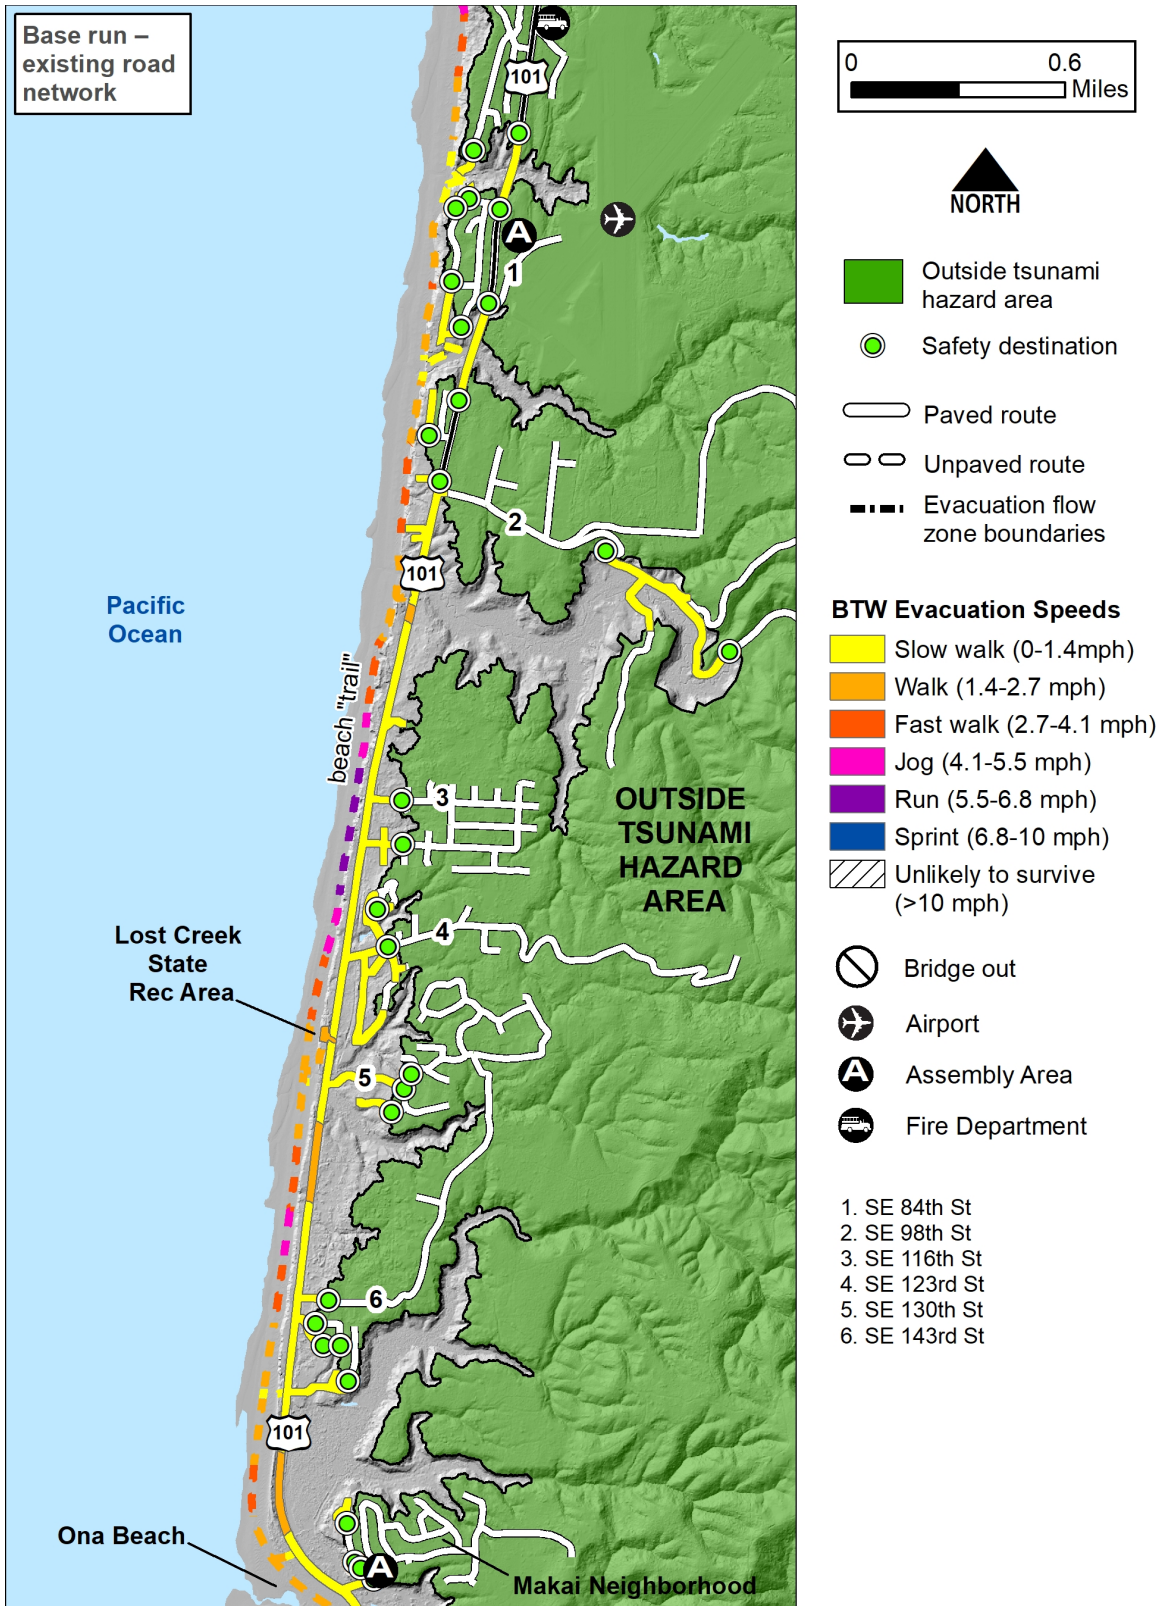 Base run –
existing road
network
101
A
1
2
101
Pacific
Ocean
beach "trail"
3
OUTSIDE
TSUNAMI
HAZARD
AREA
4
Lost Creek
State
Rec Area
5
6
101
Ona Beach
A
Makai Neighborhood
0 0.6
Miles
NORTH
Outside tsunami
hazard area
Safety destination
Paved route
Unpaved route
Evacuation flow
zone boundaries
BTW Evacuation Speeds
Slow walk (0-1.4mph)
Walk (1.4-2.7 mph)
Fast walk (2.7-4.1 mph)
Jog (4.1-5.5 mph)
Run (5.5-6.8 mph)
Sprint (6.8-10 mph)
Unlikely to survive
(>10 mph)
Bridge out
Airport
A Assembly Area
Fire Department
1. SE 84th St
2. SE 98th St
3. SE 116th St
4. SE 123rd St
5. SE 130th St
6. SE 143rd St